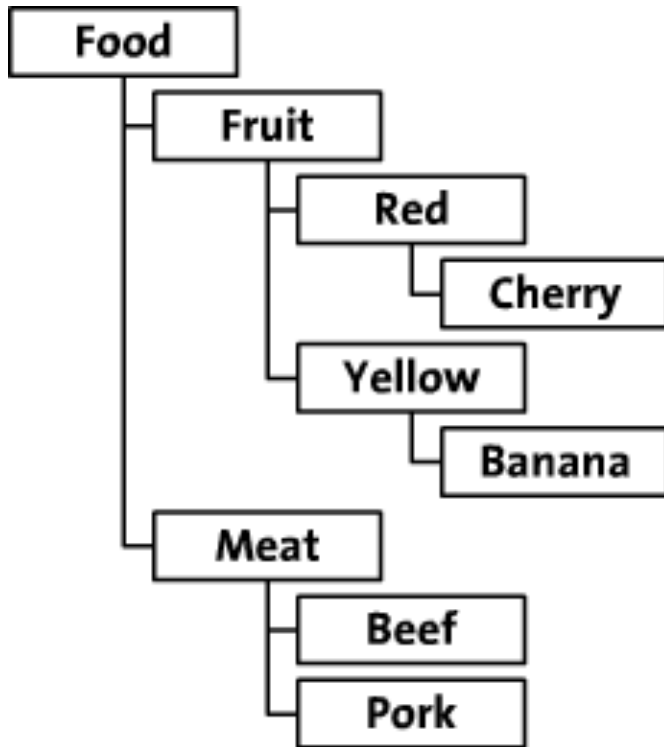 Food
Fruit
Red
Cherry
Yellow
Banana
Meat
Beef
Pork